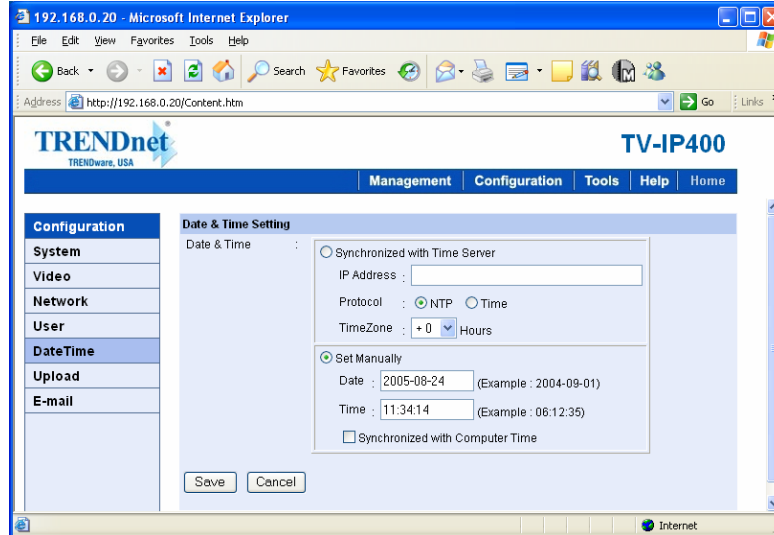 192.168.0.20 - Microsoft Internet Explorer
File Edit View Favorites Tools Help
Back Search Favorites
Address http://192.168.0.20/Content.htm Go Links
TRENDnet
TRENDware, USA
TV-IP400
Management Configuration Tools Help Home
Configuration
System
Video
Network
User
DateTime
Upload
E-mail
Date & Time Setting
Date & Time :
Synchronized with Time Server
IP Address :
Protocol : NTP Time
TimeZone : + 0 Hours
Set Manually
Date : 2005-08-24 (Example : 2004-09-01)
Time : 11:34:14 (Example : 06:12:35)
Synchronized with Computer Time
Save Cancel
Internet